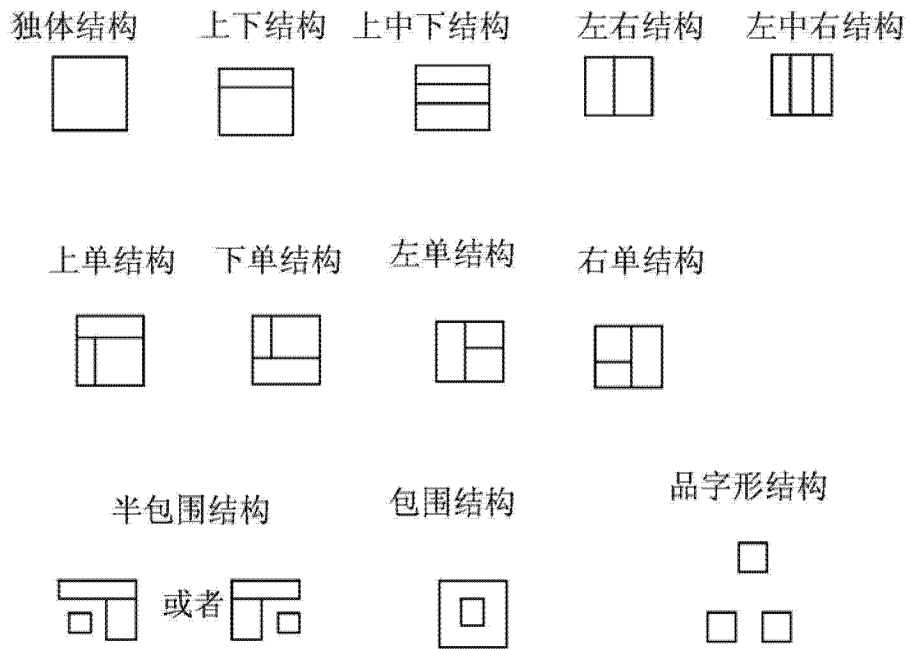 独体结构 上下结构 上中下结构 左右结构 左中右结构
上单结构 下单结构 左单结构 右单结构
半包围结构 包围结构 品字形结构
或者